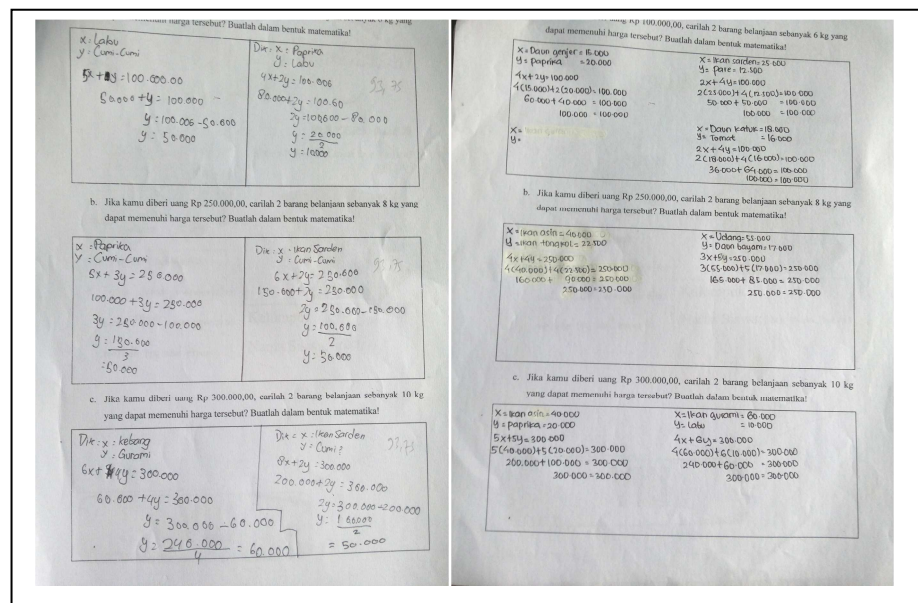 harga tersebut? Buatlah dalam bentuk matematika!
x : Labu
y : Cumi-Cumi
5x + y = 100.000.00
50.000 + y = 100.000
y = 100.000 - 50.000
y = 50.000
Dik : x : Paprika
y : Labu
4x + 2y = 100.000
80.000 + 2y = 100.00
2y = 100.000 - 80.000
y = 20.000
2
y = 10.000
93,75
b. Jika kamu diberi uang Rp 250.000,00, carilah 2 barang belanjaan sebanyak 8 kg yang
dapat memenuhi harga tersebut? Buatlah dalam bentuk matematika!
x : Paprika
y : Cumi-Cumi
5x + 3y = 250.000
100.000 + 3y = 250.000
3y = 250.000 - 100.000
y = 150.000
3
= 50.000
Dik : x : Ikan Sarden
y : Cumi-Cumi
6x + 2y = 250.000
150.000 + 2y = 250.000
2y = 250.000 - 150.000
y = 100.000
2
y = 50.000
93,75
c. Jika kamu diberi uang Rp 300.000,00, carilah 2 barang belanjaan sebanyak 10 kg
yang dapat memenuhi harga tersebut? Buatlah dalam bentuk matematika!
Dik : x : kebang
y : Gurami
6x + 4y = 300.000
60.000 + 4y = 300.000
y = 300.000 - 60.000
y = 240.000 = 60.000
4
Dik = x : Ikan Sarden
y : Cumi?
8x + 2y = 300.000
200.000 + 2y = 300.000
2y = 300.000 - 200.000
y : 100000
2
= 50.000
93,75
Rp 100.000,00, carilah 2 barang belanjaan sebanyak 6 kg yang
dapat memenuhi harga tersebut? Buatlah dalam bentuk matematika!
X = Daun genjer = 15.000
y = paprika = 20.000
4x + 2y = 100.000
4(15.000) + 2(20.000) = 100.000
60.000 + 40.000 = 100.000
100.000 = 100.000
X =
y =
X = Ikan sarden = 25.000
y = pare = 12.500
2x + 4y = 100.000
2(25.000) + 4(12.500) = 100.000
50.000 + 50.000 = 100.000
100.000 = 100.000
X = Daun katuk = 18.000
y = Tomat = 16.000
2x + 4y = 100.000
2(18.000) + 4(16.000) = 100.000
36.000 + 64.000 = 100.000
100.000 = 100.000
b. Jika kamu diberi uang Rp 250.000,00, carilah 2 barang belanjaan sebanyak 8 kg yang
dapat memenuhi harga tersebut? Buatlah dalam bentuk matematika!
X = Ikan asin = 40.000
y = Ikan tongkol = 22.500
4x + 4y = 250.000
4(40.000) + 4(22.500) = 250.000
160.000 + 90.000 = 250.000
250.000 = 250.000
X = Udang = 55.000
y = Daun bayam = 17.000
3x + 5y = 250.000
3(55.000) + 5(17.000) = 250.000
165.000 + 85.000 = 250.000
250.000 = 250.000
c. Jika kamu diberi uang Rp 300.000,00, carilah 2 barang belanjaan sebanyak 10 kg
yang dapat memenuhi harga tersebut? Buatlah dalam bentuk matematika!
X = Ikan asin = 40.000
y = paprika = 20.000
5x + 5y = 300.000
5(40.000) + 5(20.000) = 300.000
200.000 + 100.000 = 300.000
300.000 = 300.000
X = Ikan gurami = 60.000
y = Labu = 10.000
4x + 6y = 300.000
4(60.000) + 6(10.000) = 300.000
240.000 + 60.000 = 300.000
300.000 = 300.000